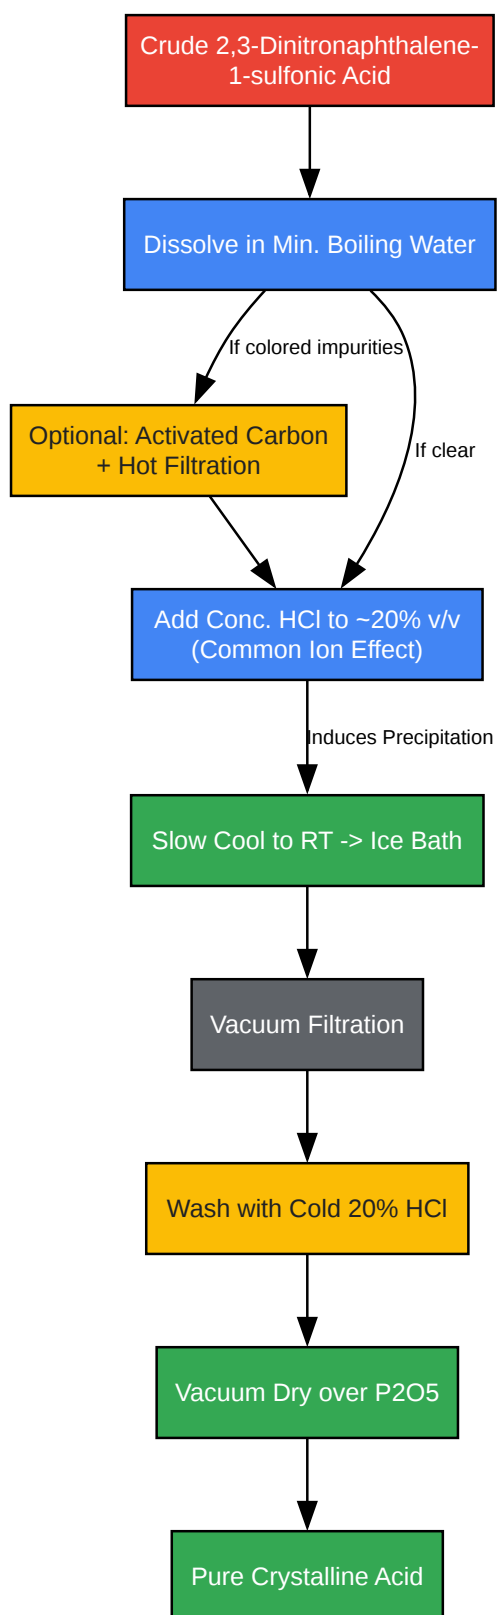 Crude 2,3-Dinitronaphthalene-
1-sulfonic Acid
Dissolve in Min. Boiling Water
If colored impurities
Optional: Activated Carbon
+ Hot Filtration
If clear
Add Conc. HCl to ~20% v/v
(Common Ion Effect)
Induces Precipitation
Slow Cool to RT -> Ice Bath
Vacuum Filtration
Wash with Cold 20% HCl
Vacuum Dry over P2O5
Pure Crystalline Acid